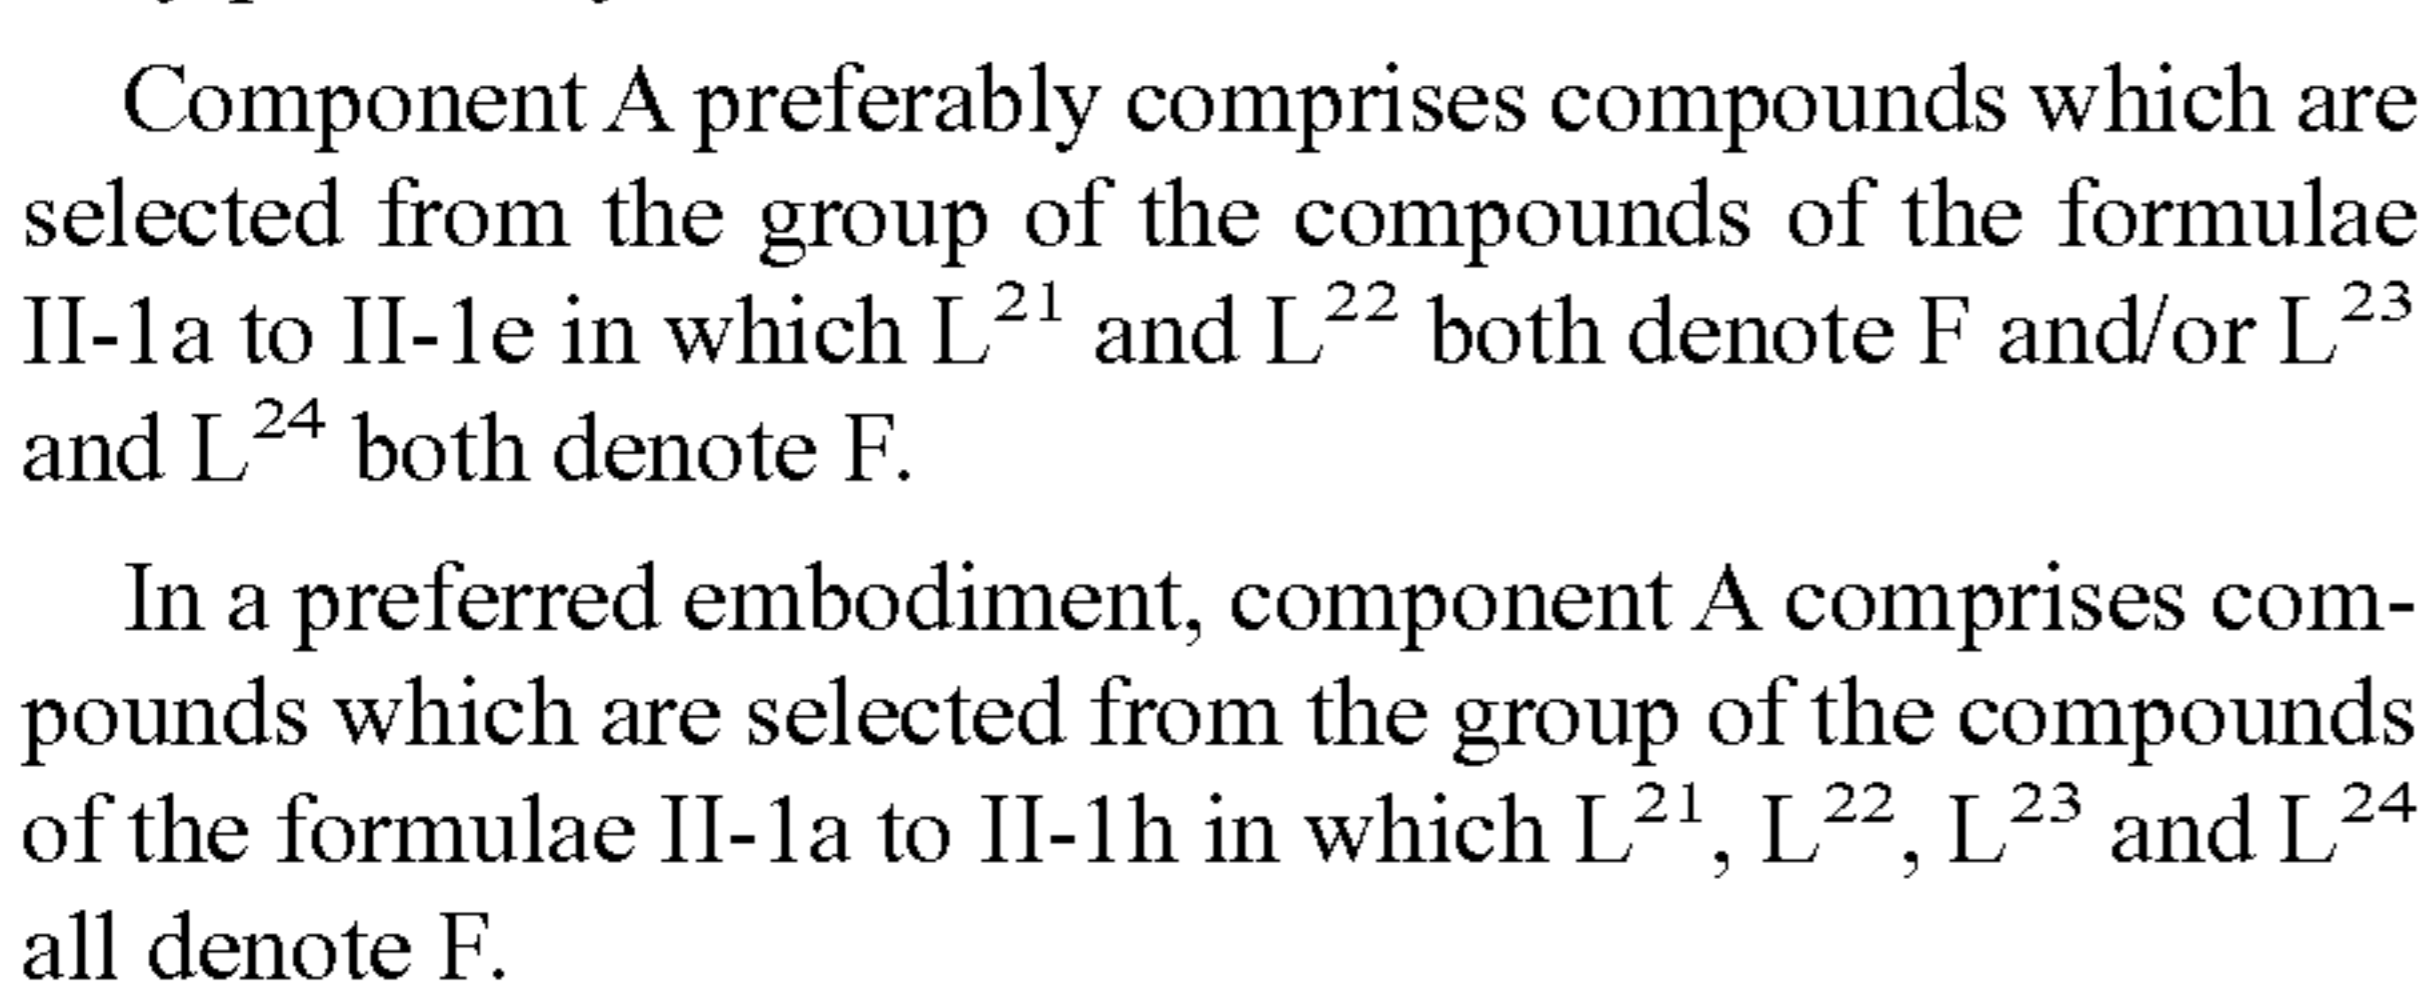 Component A preferably comprises compounds which are
selected from the group of the compounds of the formulae
II-1a to II-1e in which L²¹ and L²² both denote F and/or L²³
and L²⁴ both denote F.
In a preferred embodiment, component A comprises com-
pounds which are selected from the group of the compounds
of the formulae II-1a to II-1h in which L²¹, L²², L²³ and L²⁴
all denote F.